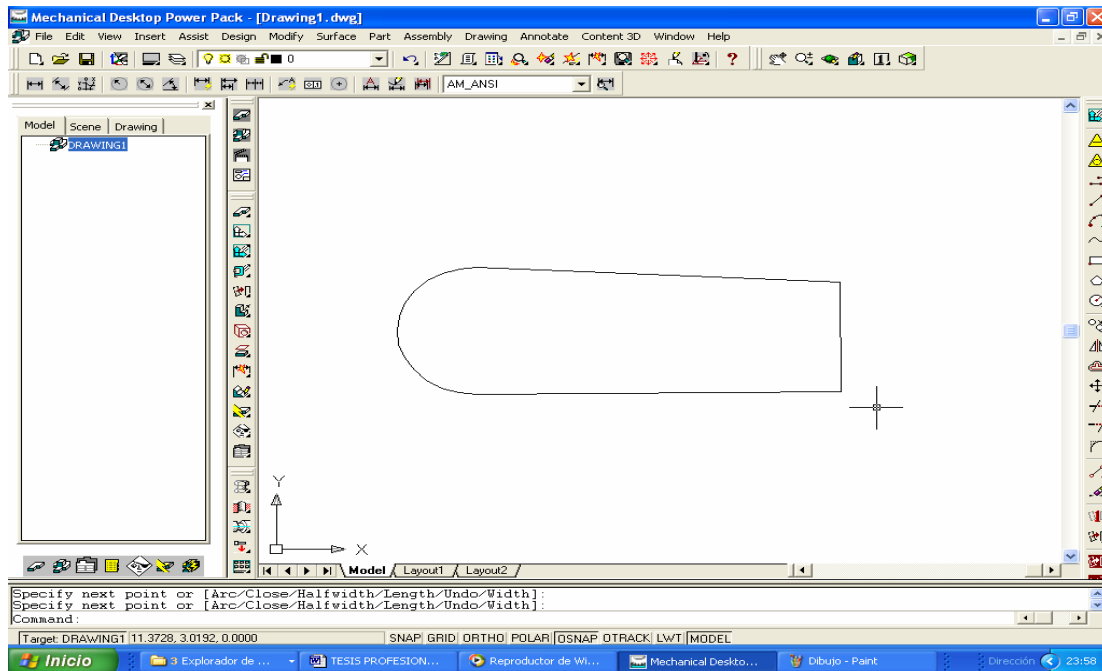 Mechanical Desktop Power Pack - [Drawing1.dwg]
File Edit View Insert Assist Design Modify Surface Part Assembly Drawing Annotate Content 3D Window Help
0
AM_ANSI
Model Scene Drawing
DRAWING1
Y
X
Model Layout1 Layout2
Specify next point or [Arc/Close/Halfwidth/Length/Undo/Width]:
Specify next point or [Arc/Close/Halfwidth/Length/Undo/Width]:
Command:
Target: DRAWING1 11.3728, 3.0192, 0.0000 SNAP GRID ORTHO POLAR OSNAP OTRACK LWT MODEL
Inicio 3 Explorador de ... TESIS PROFESION... Reproductor de Wi... Mechanical Deskto... Dibujo - Paint Dirección 23:58